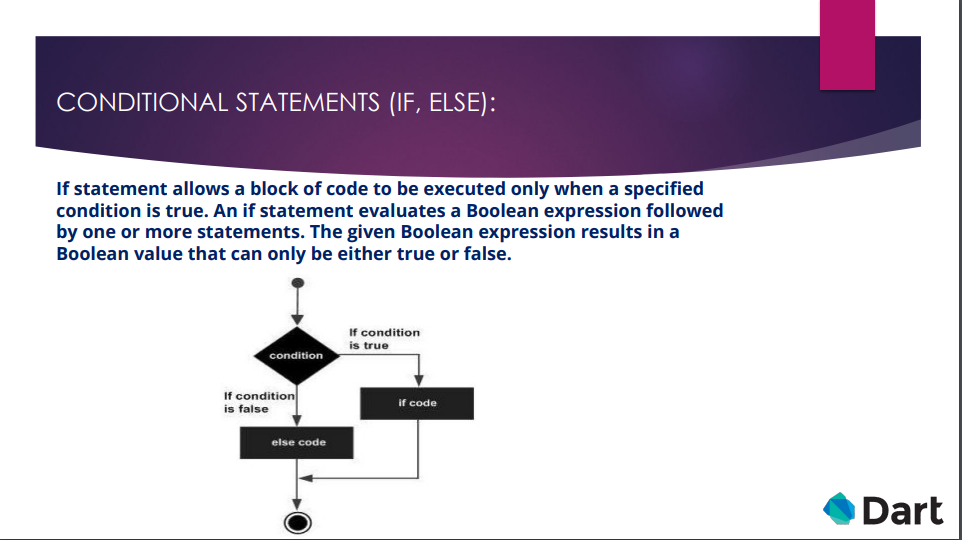 CONDITIONAL STATEMENTS (IF, ELSE):
If statement allows a block of code to be executed only when a specified
condition is true. An if statement evaluates a Boolean expression followed
by one or more statements. The given Boolean expression results in a
Boolean value that can only be either true or false.
If condition
is true
condition
If condition
is false
if code
else code
Dart